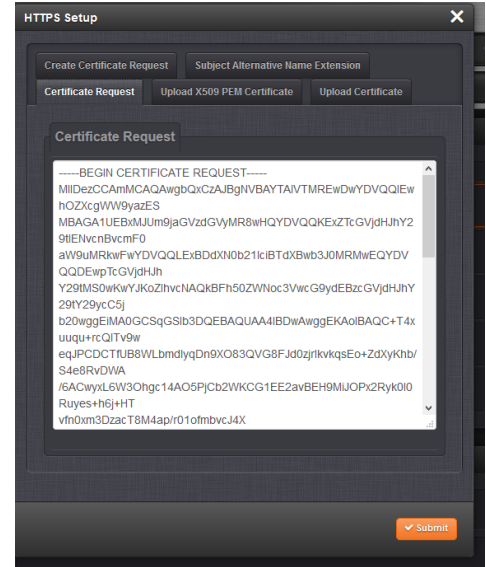 HTTPS Setup
Create Certificate Request
Subject Alternative Name Extension
Certificate Request
Upload X509 PEM Certificate
Upload Certificate
Certificate Request
-----BEGIN CERTIFICATE REQUEST-----
MIIDezCCAmMCAQAwgbQxCzAJBgNVBAYTAlVTMREwDwYDVQQIEw
hOZXcgWW9yazES
MBAGA1UEBxMJUm9jaGVzdGVyMR8wHQYDVQQKExZTcGVjdHJhY2
9tIENvcnBvcmF0
aW9uMRkwFwYDVQQLExBDdXN0b21lciBTdXBwb3J0MRMwEQYDV
QQDEwpTcGVjdHJh
Y29tMS0wKwYJKoZIhvcNAQkBFh50ZWNoc3VwcG9ydEBzcGVjdHJhY
29tY29ycC5j
b20wggEiMA0GCSqGSIb3DQEBAQUAA4IBDwAwggEKAoIBAQC+T4x
uuqu+rcQITv9w
eqJPCDCTfUB8WLbmdlyqDn9XO83QVG8FJd0zjrlkvkqsEo+ZdXyKhb/
S4e8RvDWA
/6ACwyxL6W3Ohgc14AO5PjCb2WKCG1EE2avBEH9MiJOPx2Ryk0l0
Ruyes+h6j+HT
vfn0xm3DzacT8M4ap/r01ofmbvcJ4X
Submit